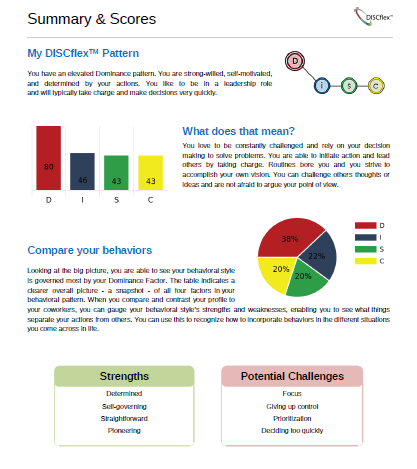 Summary & Scores
DISCflex™
My DISCflex™ Pattern
You have an elevated Dominance pattern. You are strong-willed, self-motivated,
and determined by your actions. You like to be in a leadership role
and will typically take charge and make decisions very quickly.
D
i
s
c
80
46
43
43
D I S C
What does that mean?
You love to be constantly challenged and rely on your decision
making to solve problems. You are able to initiate action and lead
others by taking charge. Routines bore you and you strive to
accomplish your own vision. You can challenge others thoughts or
ideas and are not afraid to argue your point of view.
38%
22%
20%
20%
D
I
S
C
Compare your behaviors
Looking at the big picture, you are able to see your behavioral style
is governed most by your Dominance Factor. The table indicates a
clearer overall picture - a snapshot - of all four factors in your
behavioral pattern. When you compare and contrast your profile to
your coworkers, you can gauge your behavioral style's strengths and weaknesses, enabling you to see what things
separate your actions from others. You can use this to recognize how to incorporate behaviors in the different situations
you come across in life.
Strengths
Determined
Self-governing
Straightforward
Pioneering
Potential Challenges
Focus
Giving up control
Prioritization
Deciding too quickly